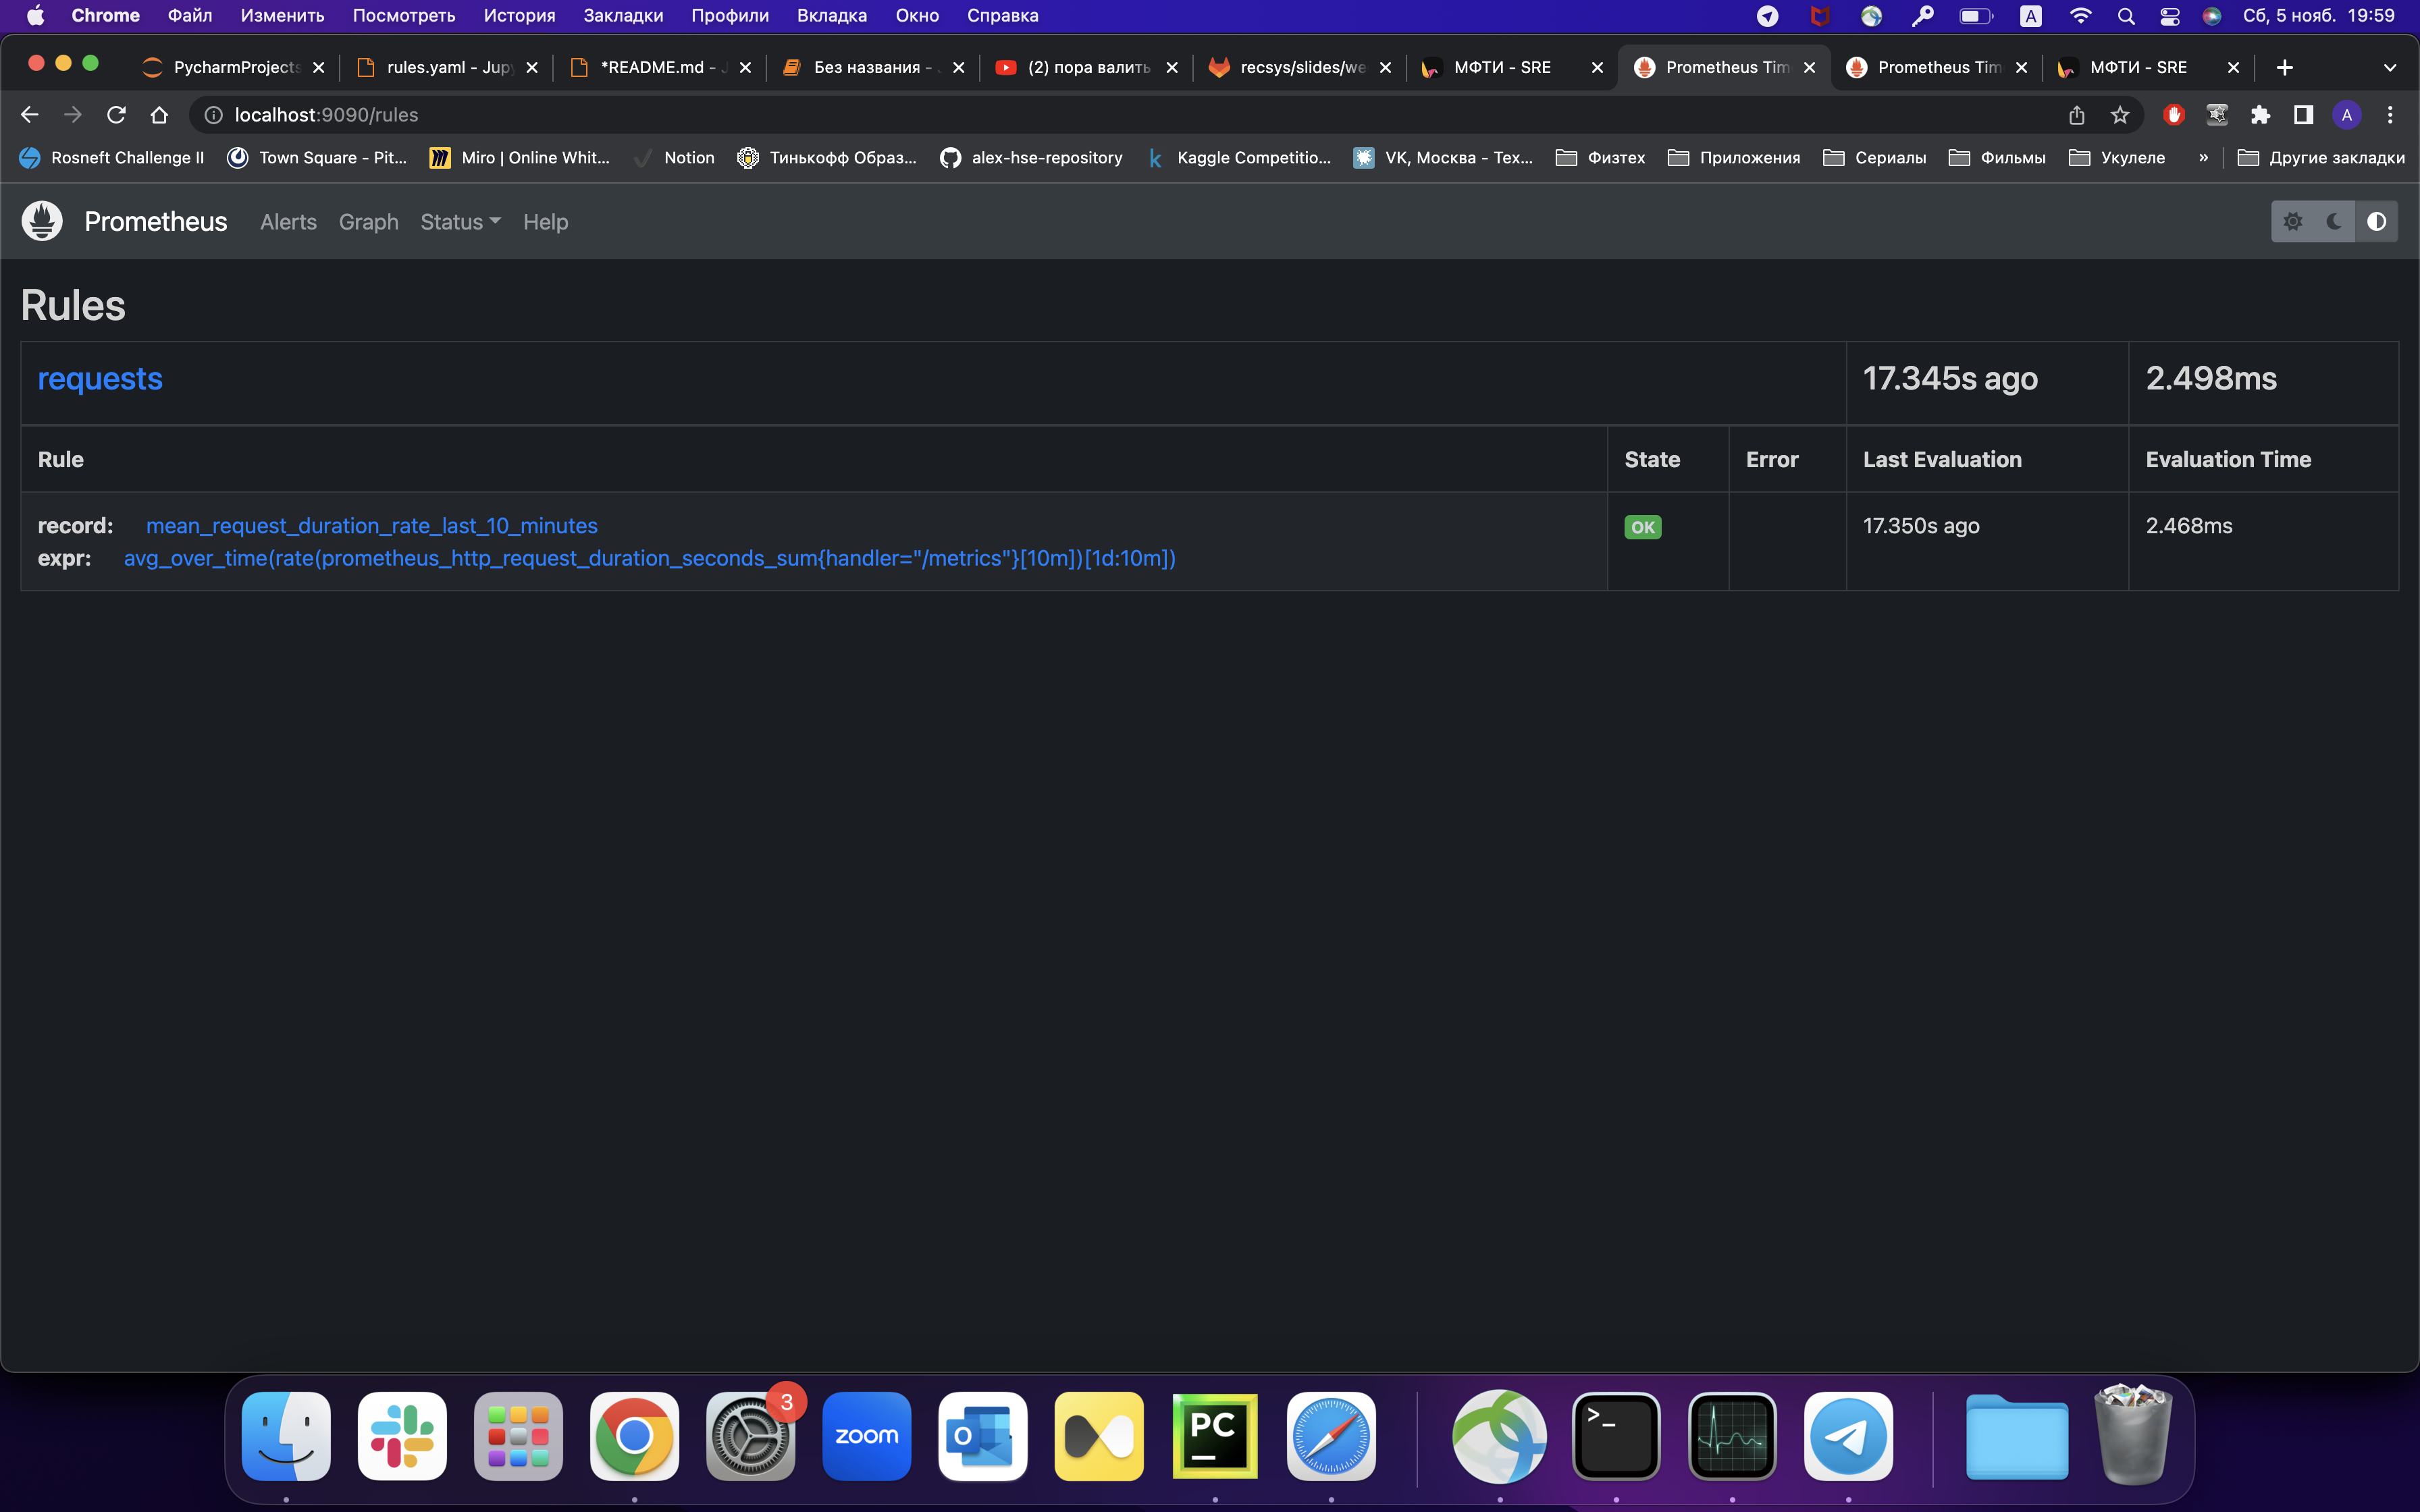 Chrome Файл Изменить Посмотреть История Закладки Профили Вкладка Окно Справка A Сб, 5 нояб. 19:59
PycharmProjects rules.yaml - Jupy *README.md - J Без названия - (2) пора валить recsys/slides/we МФТИ - SRE Prometheus Tim Prometheus Tim МФТИ - SRE
localhost:9090/rules A
Rosneft Challenge II Town Square - Pit... Miro | Online Whit... Notion Тинькофф Образ... alex-hse-repository Kaggle Competitio... VK, Москва - Тех... Физтех Приложения Сериалы Фильмы Укулеле » Другие закладки
Prometheus Alerts Graph Status Help
Rules
requests 17.345s ago 2.498ms
Rule State Error Last Evaluation Evaluation Time
record: mean_request_duration_rate_last_10_minutes OK 17.350s ago 2.468ms
expr: avg_over_time(rate(prometheus_http_request_duration_seconds_sum{handler="/metrics"}[10m])[1d:10m])
3
zoom
O
PC
>_